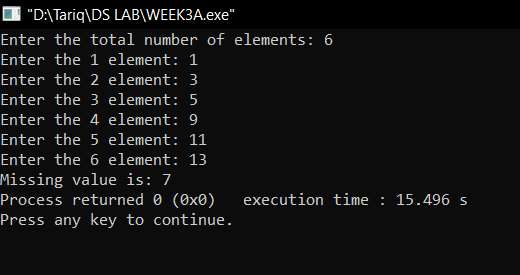 "D:\Tariq\DS LAB\WEEK3A.exe"
Enter the total number of elements: 6
Enter the 1 element: 1
Enter the 2 element: 3
Enter the 3 element: 5
Enter the 4 element: 9
Enter the 5 element: 11
Enter the 6 element: 13
Missing value is: 7
Process returned 0 (0x0)   execution time : 15.496 s
Press any key to continue.